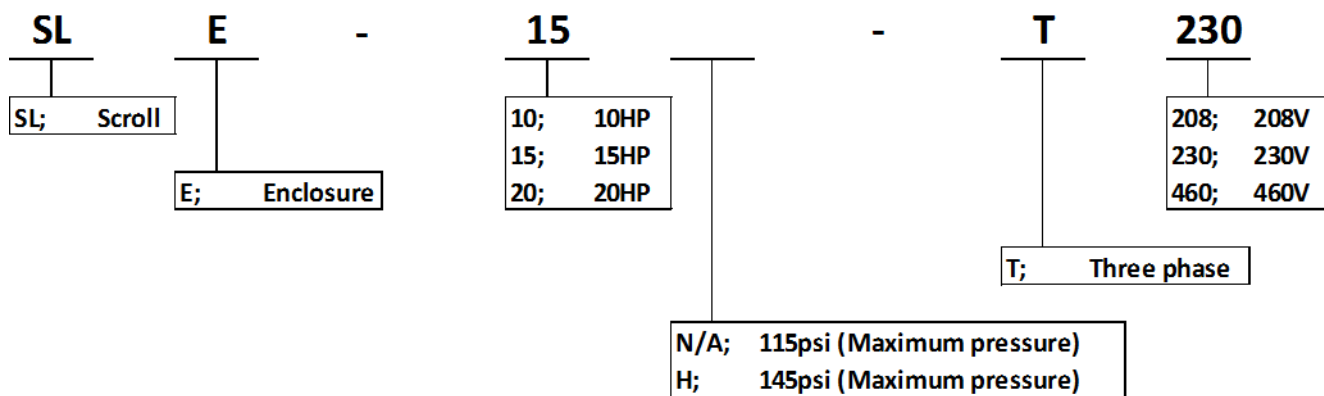 SL E - 15 - T 230
SL; Scroll
10; 10HP
15; 15HP
20; 20HP
208; 208V
230; 230V
460; 460V
E; Enclosure
T; Three phase
N/A; 115psi (Maximum pressure)
H; 145psi (Maximum pressure)